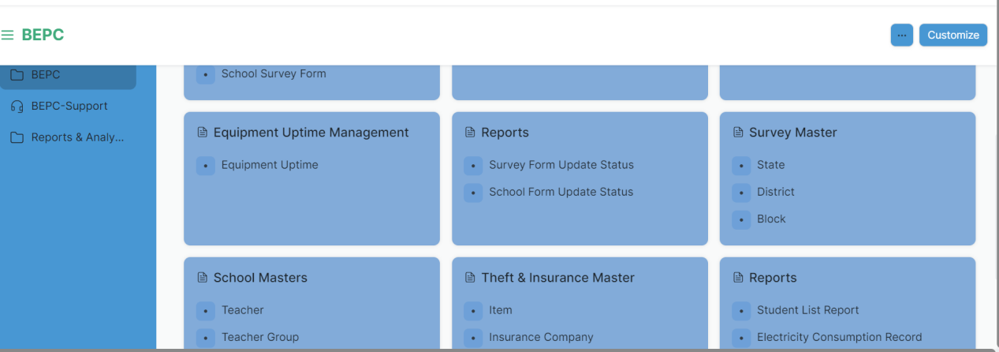 BEPC
...
Customize
BEPC
BEPC-Support
Reports & Analy...
School Survey Form
Equipment Uptime Management
Equipment Uptime
Reports
Survey Form Update Status
School Form Update Status
Survey Master
State
District
Block
School Masters
Teacher
Teacher Group
Theft & Insurance Master
Item
Insurance Company
Reports
Student List Report
Electricity Consumption Record